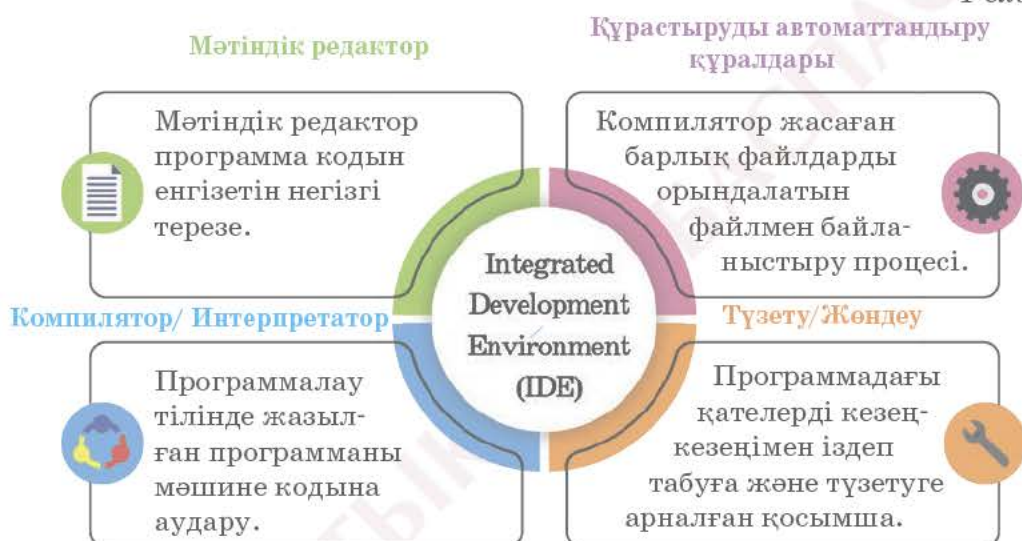 Мәтіндік редактор
Құрастыруды автоматтандыру
құралдары
Мәтіндік редактор
программа кодын
енгізетін негізгі
терезе.
Компилятор жасаған
барлық файлдарды
орындалатын
файлмен байла-
ныстыру процесі.
Integrated
Development
Environment
(IDE)
Компилятор/ Интерпретатор
Түзету/Жөндеу
Программалау
тілінде жазыл-
ған программаны
мәшине кодына
аудару.
Программадағы
қателерді кезең-
кезеңімен іздеп
табуға және түзетуге
арналған қосымша.